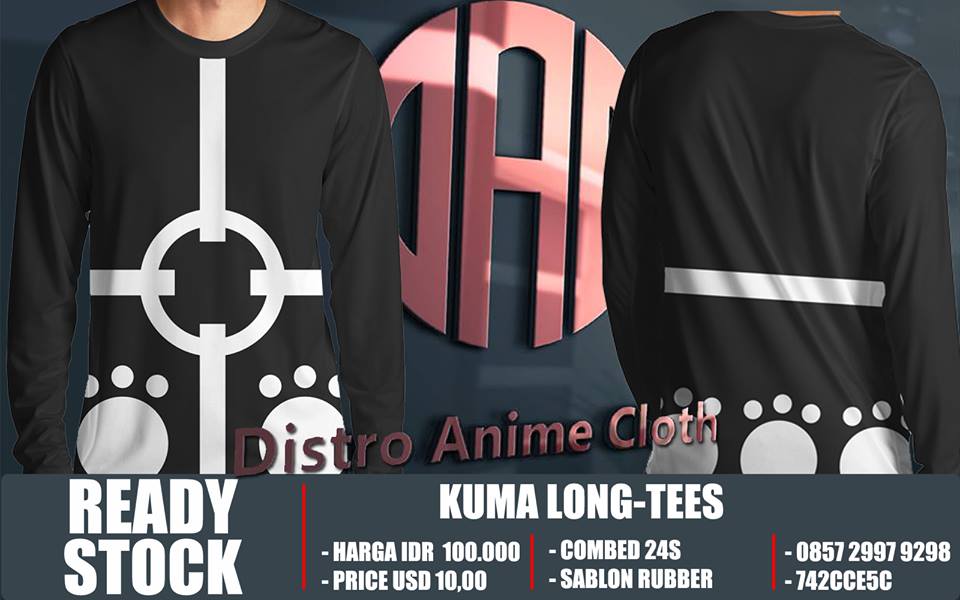 DAC
Distro Anime Cloth
READY
STOCK
KUMA LONG-TEES
- HARGA IDR 100.000
- PRICE USD 10,00
- COMBED 24S
- SABLON RUBBER
- 0857 2997 9298
- 742CCE5C